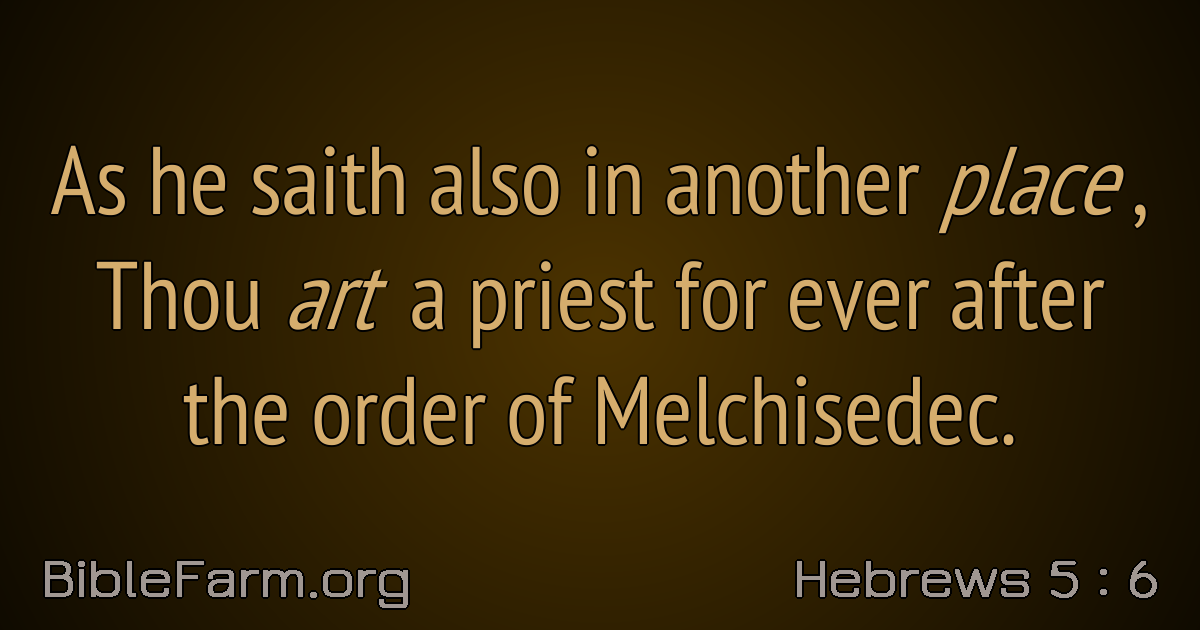 As he saith also in another place,
Thou art a priest for ever after
the order of Melchisedec.
BibleFarm.org
Hebrews 5 : 6